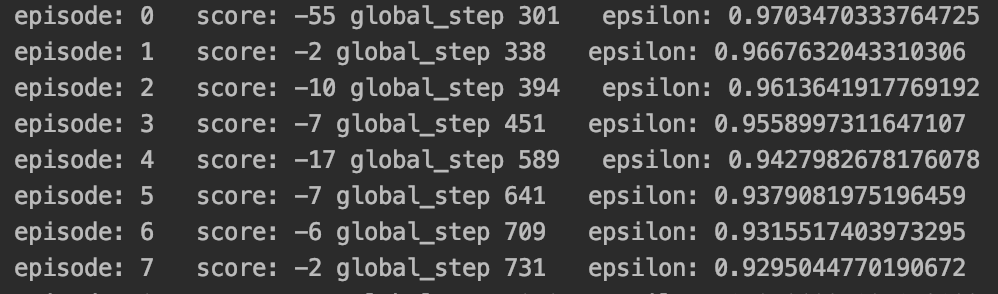 episode: 0   score: -55 global_step 301    epsilon: 0.9703470333764725
episode: 1   score: -2 global_step 338    epsilon: 0.9667632043310306
episode: 2   score: -10 global_step 394    epsilon: 0.9613641917769192
episode: 3   score: -7 global_step 451    epsilon: 0.9558997311647107
episode: 4   score: -17 global_step 589    epsilon: 0.9427982678176078
episode: 5   score: -7 global_step 641    epsilon: 0.9379081975196459
episode: 6   score: -6 global_step 709    epsilon: 0.9315517403973295
episode: 7   score: -2 global_step 731    epsilon: 0.9295044770190672